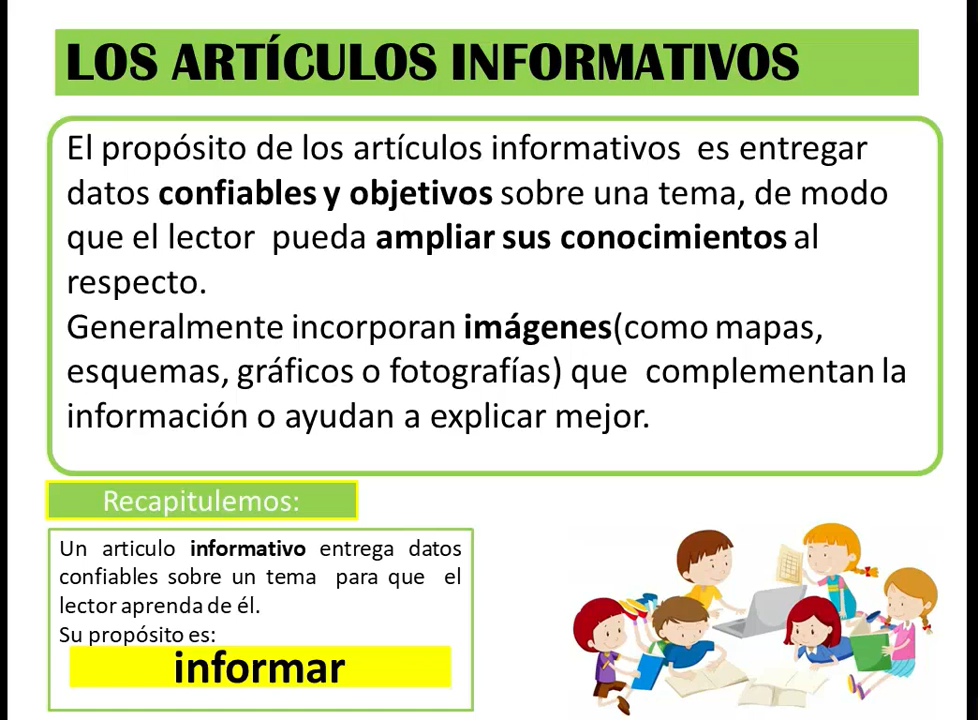 LOS ARTÍCULOS INFORMATIVOS
El propósito de los artículos informativos es entregar
datos confiables y objetivos sobre una tema, de modo
que el lector pueda ampliar sus conocimientos al
respecto.
Generalmente incorporan imágenes(como mapas,
esquemas, gráficos o fotografías) que complementan la
información o ayudan a explicar mejor.
Recapitulemos:
Un articulo informativo entrega datos
confiables sobre un tema para que el
lector aprenda de él.
Su propósito es:
informar